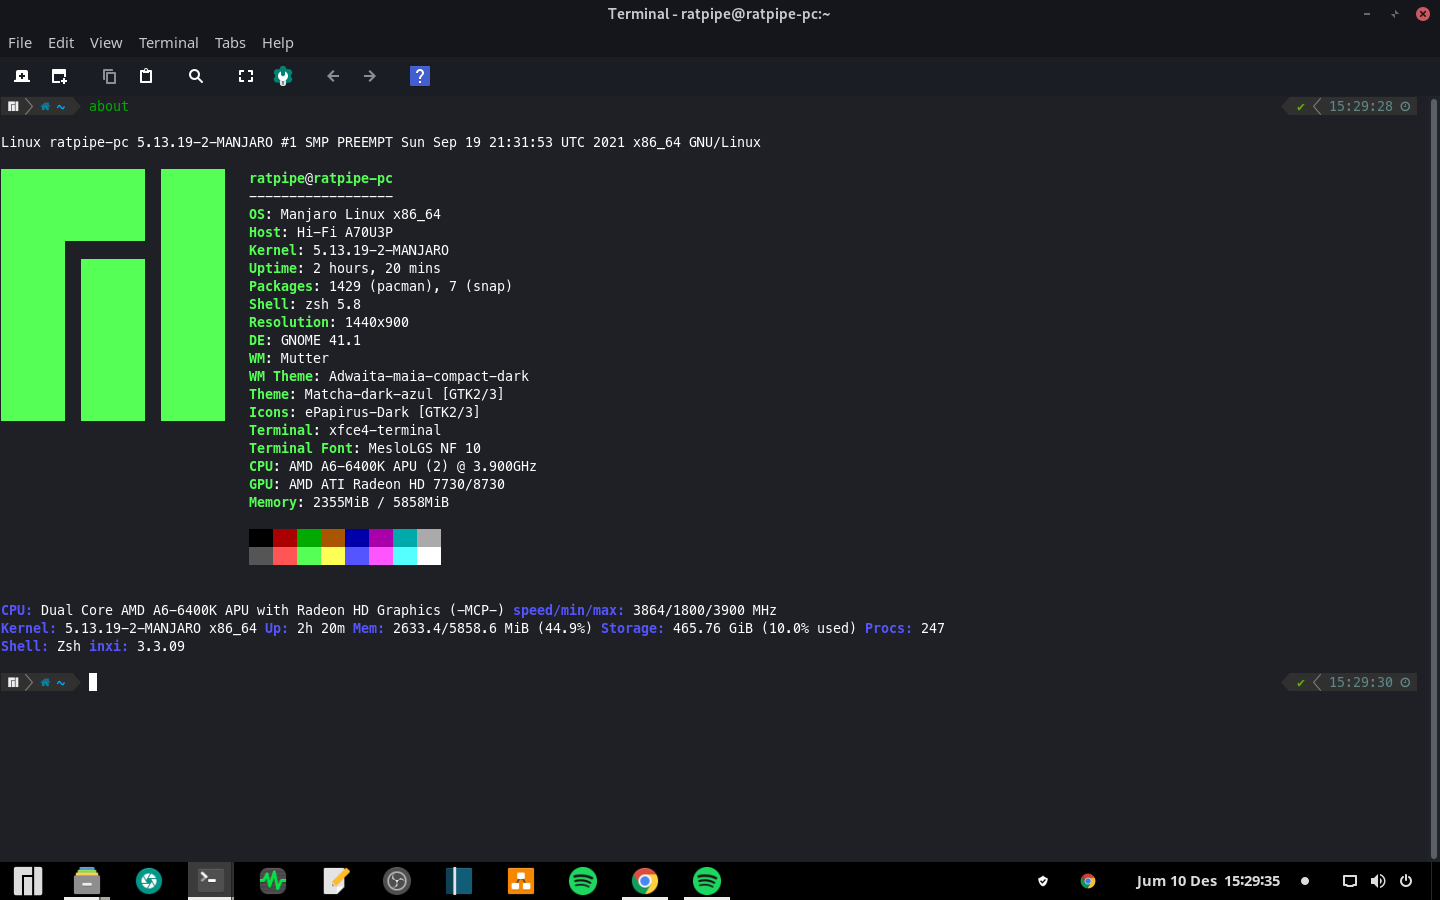 Terminal - ratpipe@ratpipe-pc:~
File Edit View Terminal Tabs Help
?
~ about ✔ 15:29:28
Linux ratpipe-pc 5.13.19-2-MANJARO #1 SMP PREEMPT Sun Sep 19 21:31:53 UTC 2021 x86_64 GNU/Linux
ratpipe@ratpipe-pc
------------------
OS: Manjaro Linux x86_64
Host: Hi-Fi A70U3P
Kernel: 5.13.19-2-MANJARO
Uptime: 2 hours, 20 mins
Packages: 1429 (pacman), 7 (snap)
Shell: zsh 5.8
Resolution: 1440x900
DE: GNOME 41.1
WM: Mutter
WM Theme: Adwaita-maia-compact-dark
Theme: Matcha-dark-azul [GTK2/3]
Icons: ePapirus-Dark [GTK2/3]
Terminal: xfce4-terminal
Terminal Font: MesloLGS NF 10
CPU: AMD A6-6400K APU (2) @ 3.900GHz
GPU: AMD ATI Radeon HD 7730/8730
Memory: 2355MiB / 5858MiB
CPU: Dual Core AMD A6-6400K APU with Radeon HD Graphics (-MCP-) speed/min/max: 3864/1800/3900 MHz
Kernel: 5.13.19-2-MANJARO x86_64 Up: 2h 20m Mem: 2633.4/5858.6 MiB (44.9%) Storage: 465.76 GiB (10.0% used) Procs: 247
Shell: Zsh inxi: 3.3.09
~ ✔ 15:29:30
Jum 10 Des 15:29:35